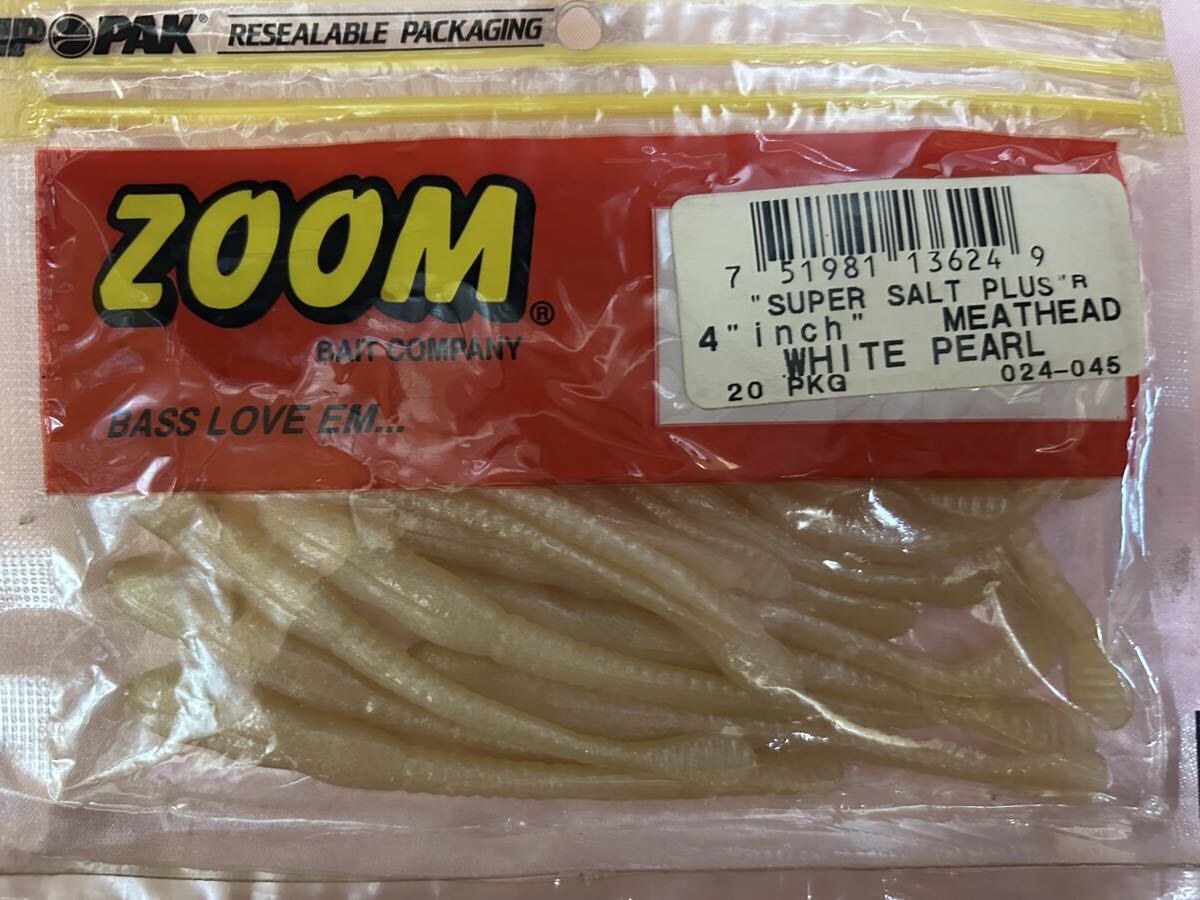 IP PAK® RESEALABLE PACKAGING
ZOOM®
BAIT COMPANY
BASS LOVE EM...
7 51981 13624 9
"SUPER SALT PLUS"R
4" inch" MEATHEAD
WHITE PEARL
20 PKG 024-045